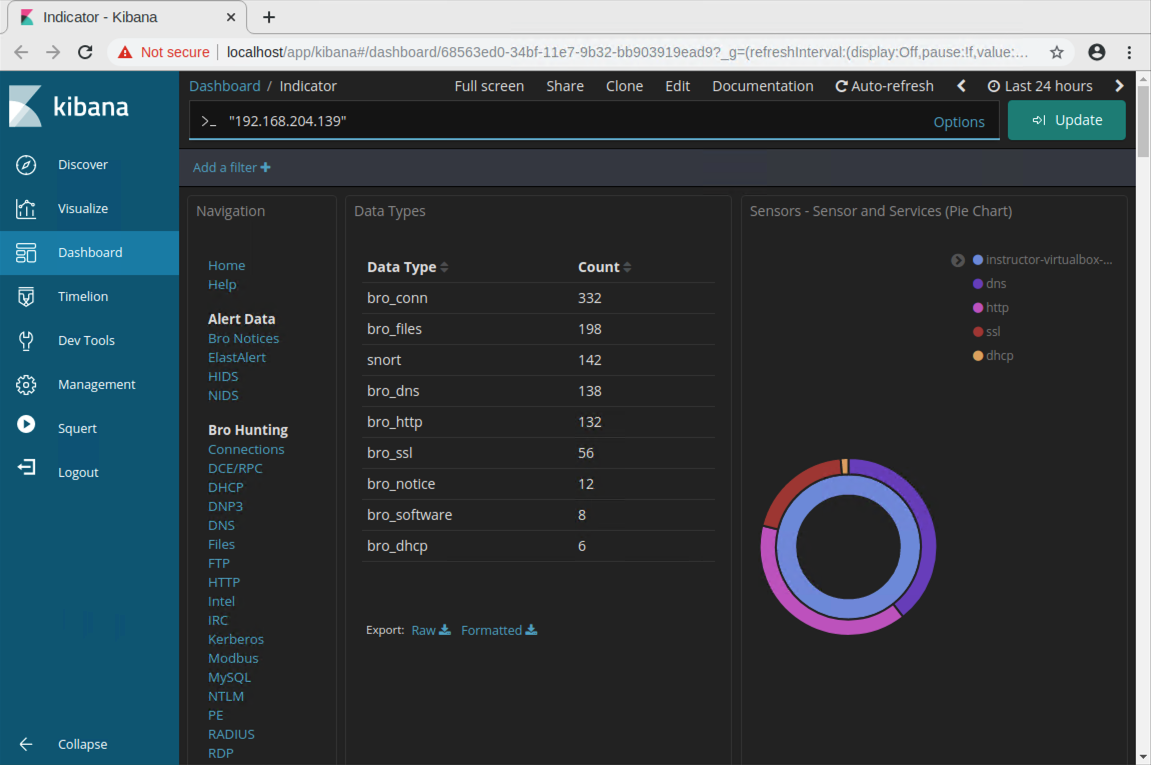 Indicator - Kibana
Not secure
localhost/app/kibana#/dashboard/68563ed0-34bf-11e7-9b32-bb903919ead9?_g=(refreshInterval:(display:Off,pause:!f,value:...
kibana
Discover
Visualize
Dashboard
Timelion
Dev Tools
Management
Squert
Logout
Collapse
Dashboard / Indicator
Full screen Share Clone Edit Documentation Auto-refresh Last 24 hours
>_ "192.168.204.139"
Options
Update
Add a filter +
Navigation
Home
Help
Alert Data
Bro Notices
ElastAlert
HIDS
NIDS
Bro Hunting
Connections
DCE/RPC
DHCP
DNP3
DNS
Files
FTP
HTTP
Intel
IRC
Kerberos
Modbus
MySQL
NTLM
PE
RADIUS
RDP
Data Types
Data Type Count
bro_conn 332
bro_files 198
snort 142
bro_dns 138
bro_http 132
bro_ssl 56
bro_notice 12
bro_software 8
bro_dhcp 6
Export: Raw Formatted
Sensors - Sensor and Services (Pie Chart)
instructor-virtualbox-...
dns
http
ssl
dhcp